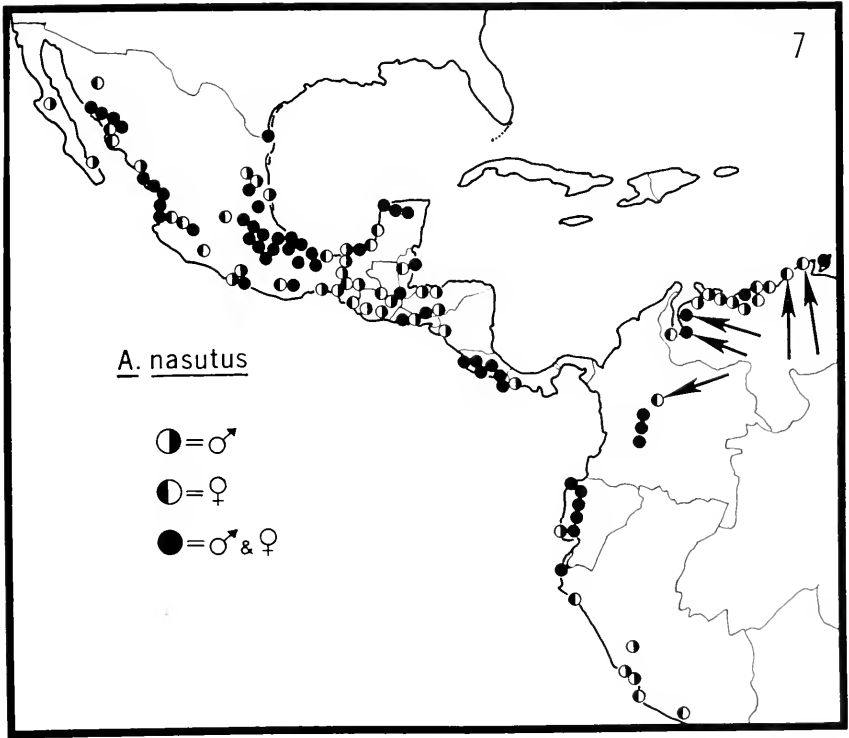 7
A. nasutus
◑=♂
◐=♀
●=♂ & ♀